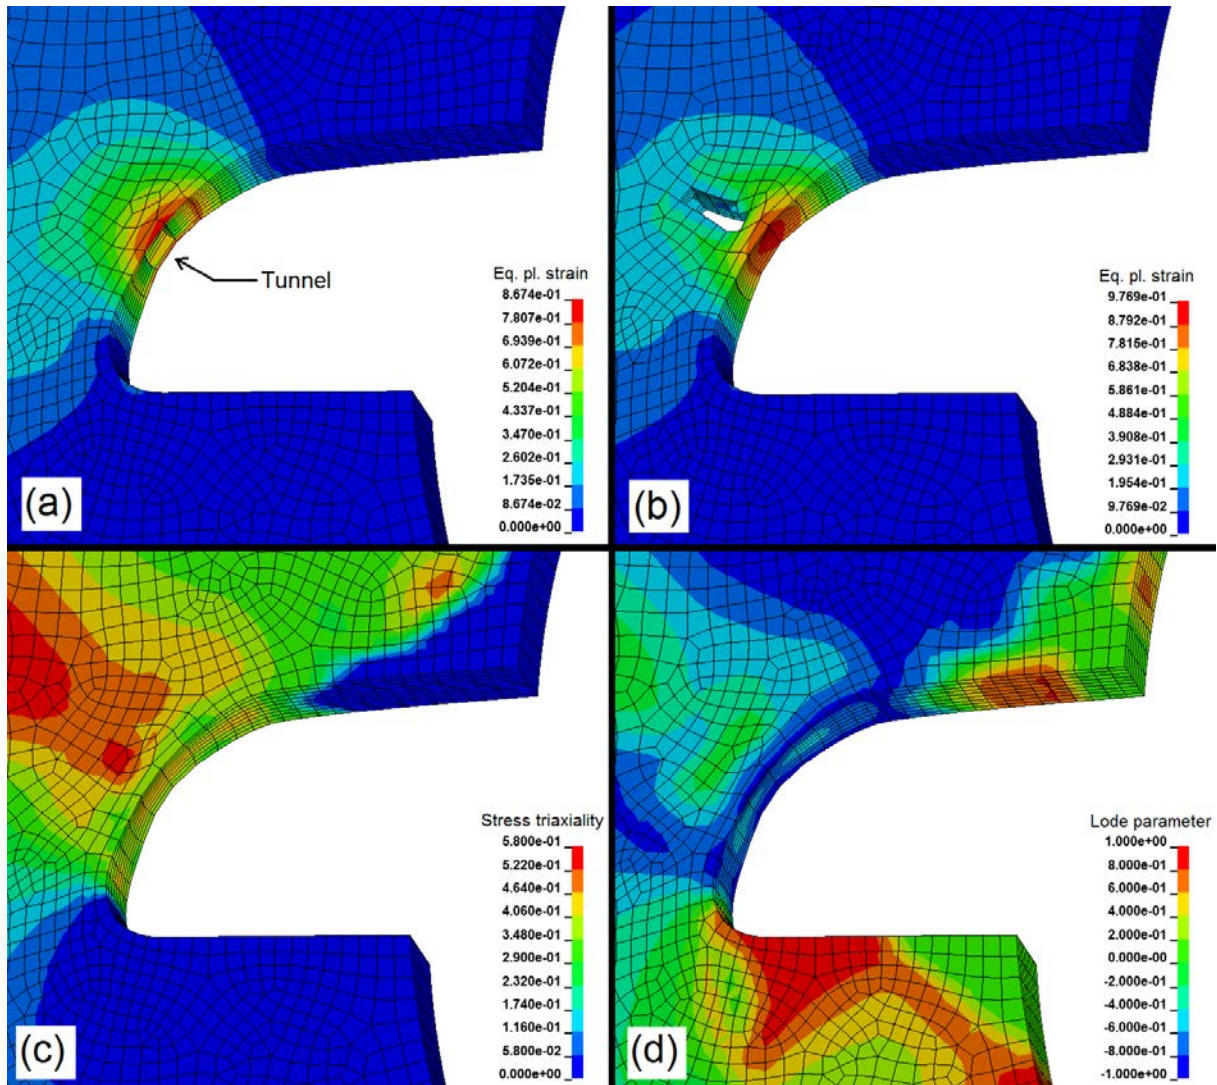 Tunnel
Eq. pl. strain
8.674e-01
7.807e-01
6.939e-01
6.072e-01
5.204e-01
4.337e-01
3.470e-01
2.602e-01
1.735e-01
8.674e-02
0.000e+00
(a)
Eq. pl. strain
9.769e-01
8.792e-01
7.815e-01
6.838e-01
5.861e-01
4.884e-01
3.908e-01
2.931e-01
1.954e-01
9.769e-02
0.000e+00
(b)
Stress triaxiality
5.800e-01
5.220e-01
4.640e-01
4.060e-01
3.480e-01
2.900e-01
2.320e-01
1.740e-01
1.160e-01
5.800e-02
0.000e+00
(c)
Lode parameter
1.000e+00
8.000e-01
6.000e-01
4.000e-01
2.000e-01
0.000e+00
-2.000e-01
-4.000e-01
-6.000e-01
-8.000e-01
-1.000e+00
(d)